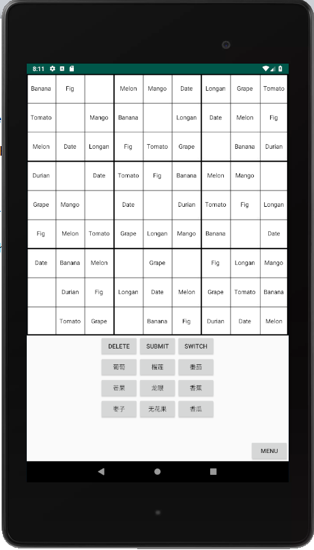 8:11
Banana Fig Melon Mango Date Longan Grape Tomato
Tomato Mango Banana Longan Date Melon Fig
Melon Date Longan Fig Tomato Grape Banana Durian
Durian Date Tomato Fig Banana Melon Mango
Grape Mango Date Durian Tomato Fig Longan
Fig Melon Tomato Grape Longan Mango Banana Date
Date Banana Melon Grape Fig Longan Mango
Durian Fig Longan Date Melon Grape Tomato Banana
Tomato Grape Banana Fig Durian Date Melon
DELETE SUBMIT SWITCH
葡萄 榴莲 番茄
芒果 龙眼 香蕉
枣子 无花果 香瓜
MENU